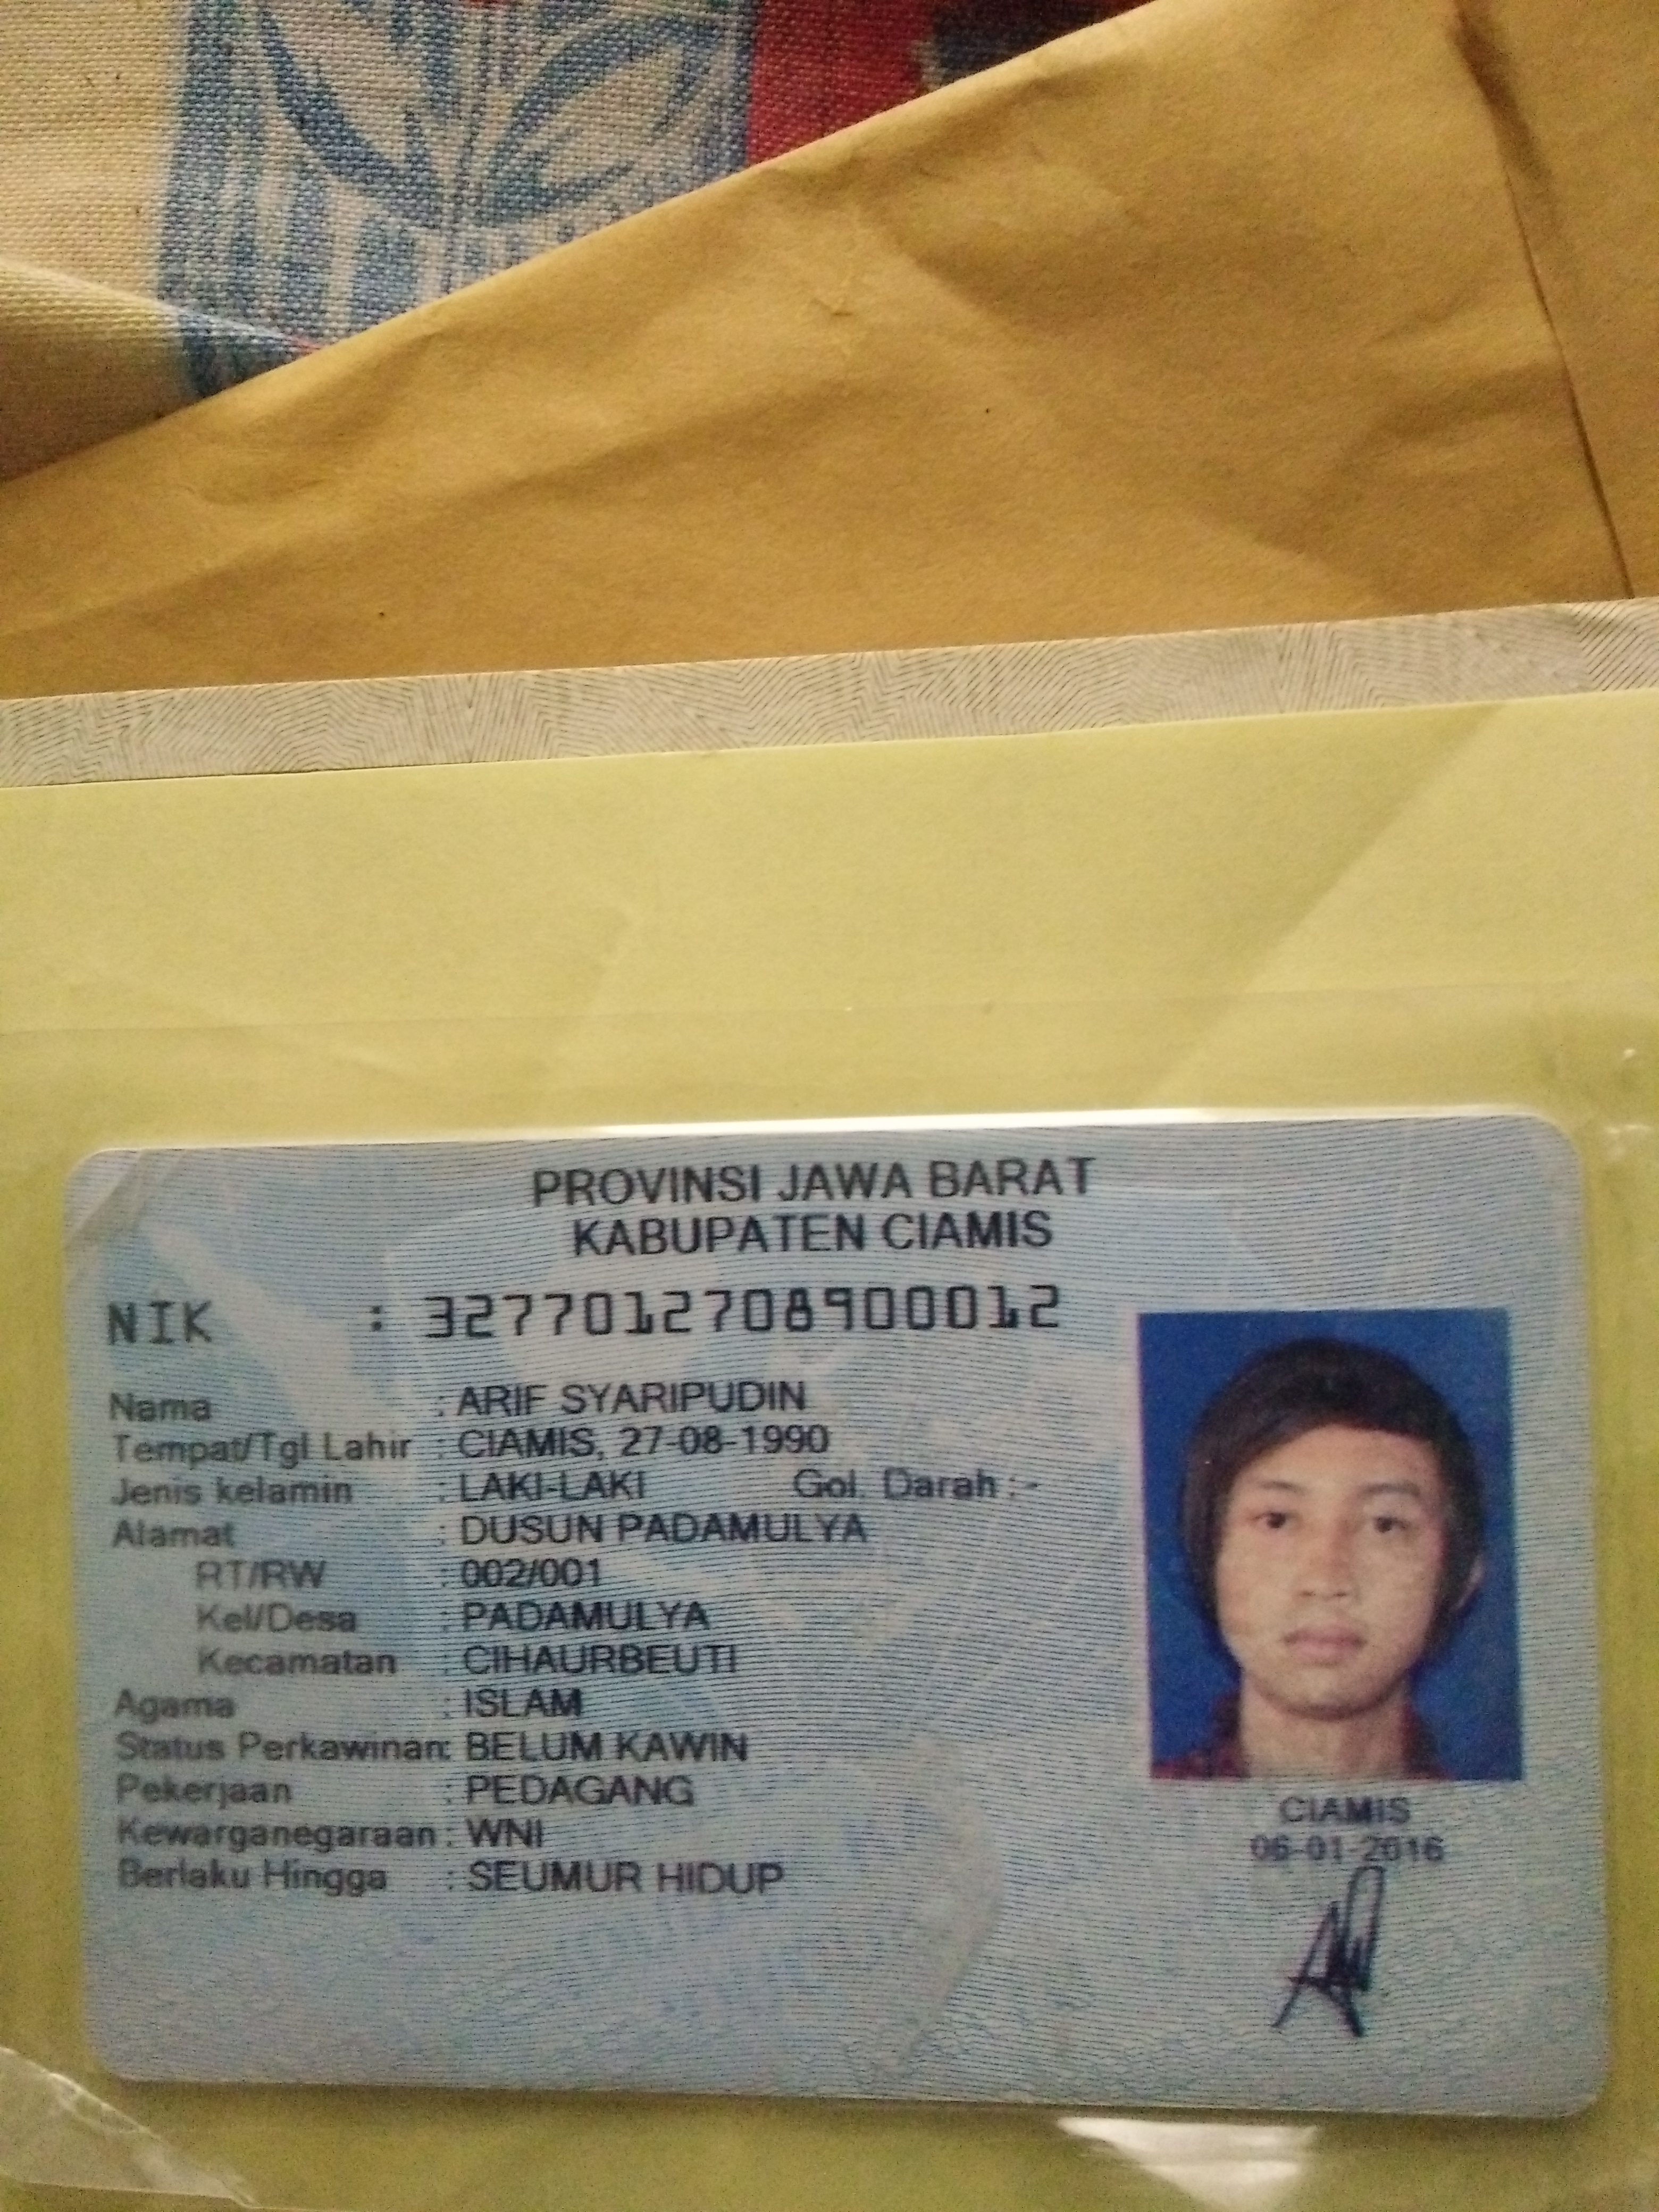 PROVINSI JAWA BARAT
KABUPATEN CIAMIS
NIK : 3277012708900012
Nama : ARIF SYARIPUDIN
Tempat/Tgl Lahir : CIAMIS, 27-08-1990
Jenis kelamin : LAKI-LAKI Gol. Darah : -
Alamat : DUSUN PADAMULYA
RT/RW : 002/001
Kel/Desa : PADAMULYA
Kecamatan : CIHAURBEUTI
Agama : ISLAM
Status Perkawinan: BELUM KAWIN
Pekerjaan : PEDAGANG
Kewarganegaraan : WNI
Berlaku Hingga : SEUMUR HIDUP
CIAMIS
06-01-2016